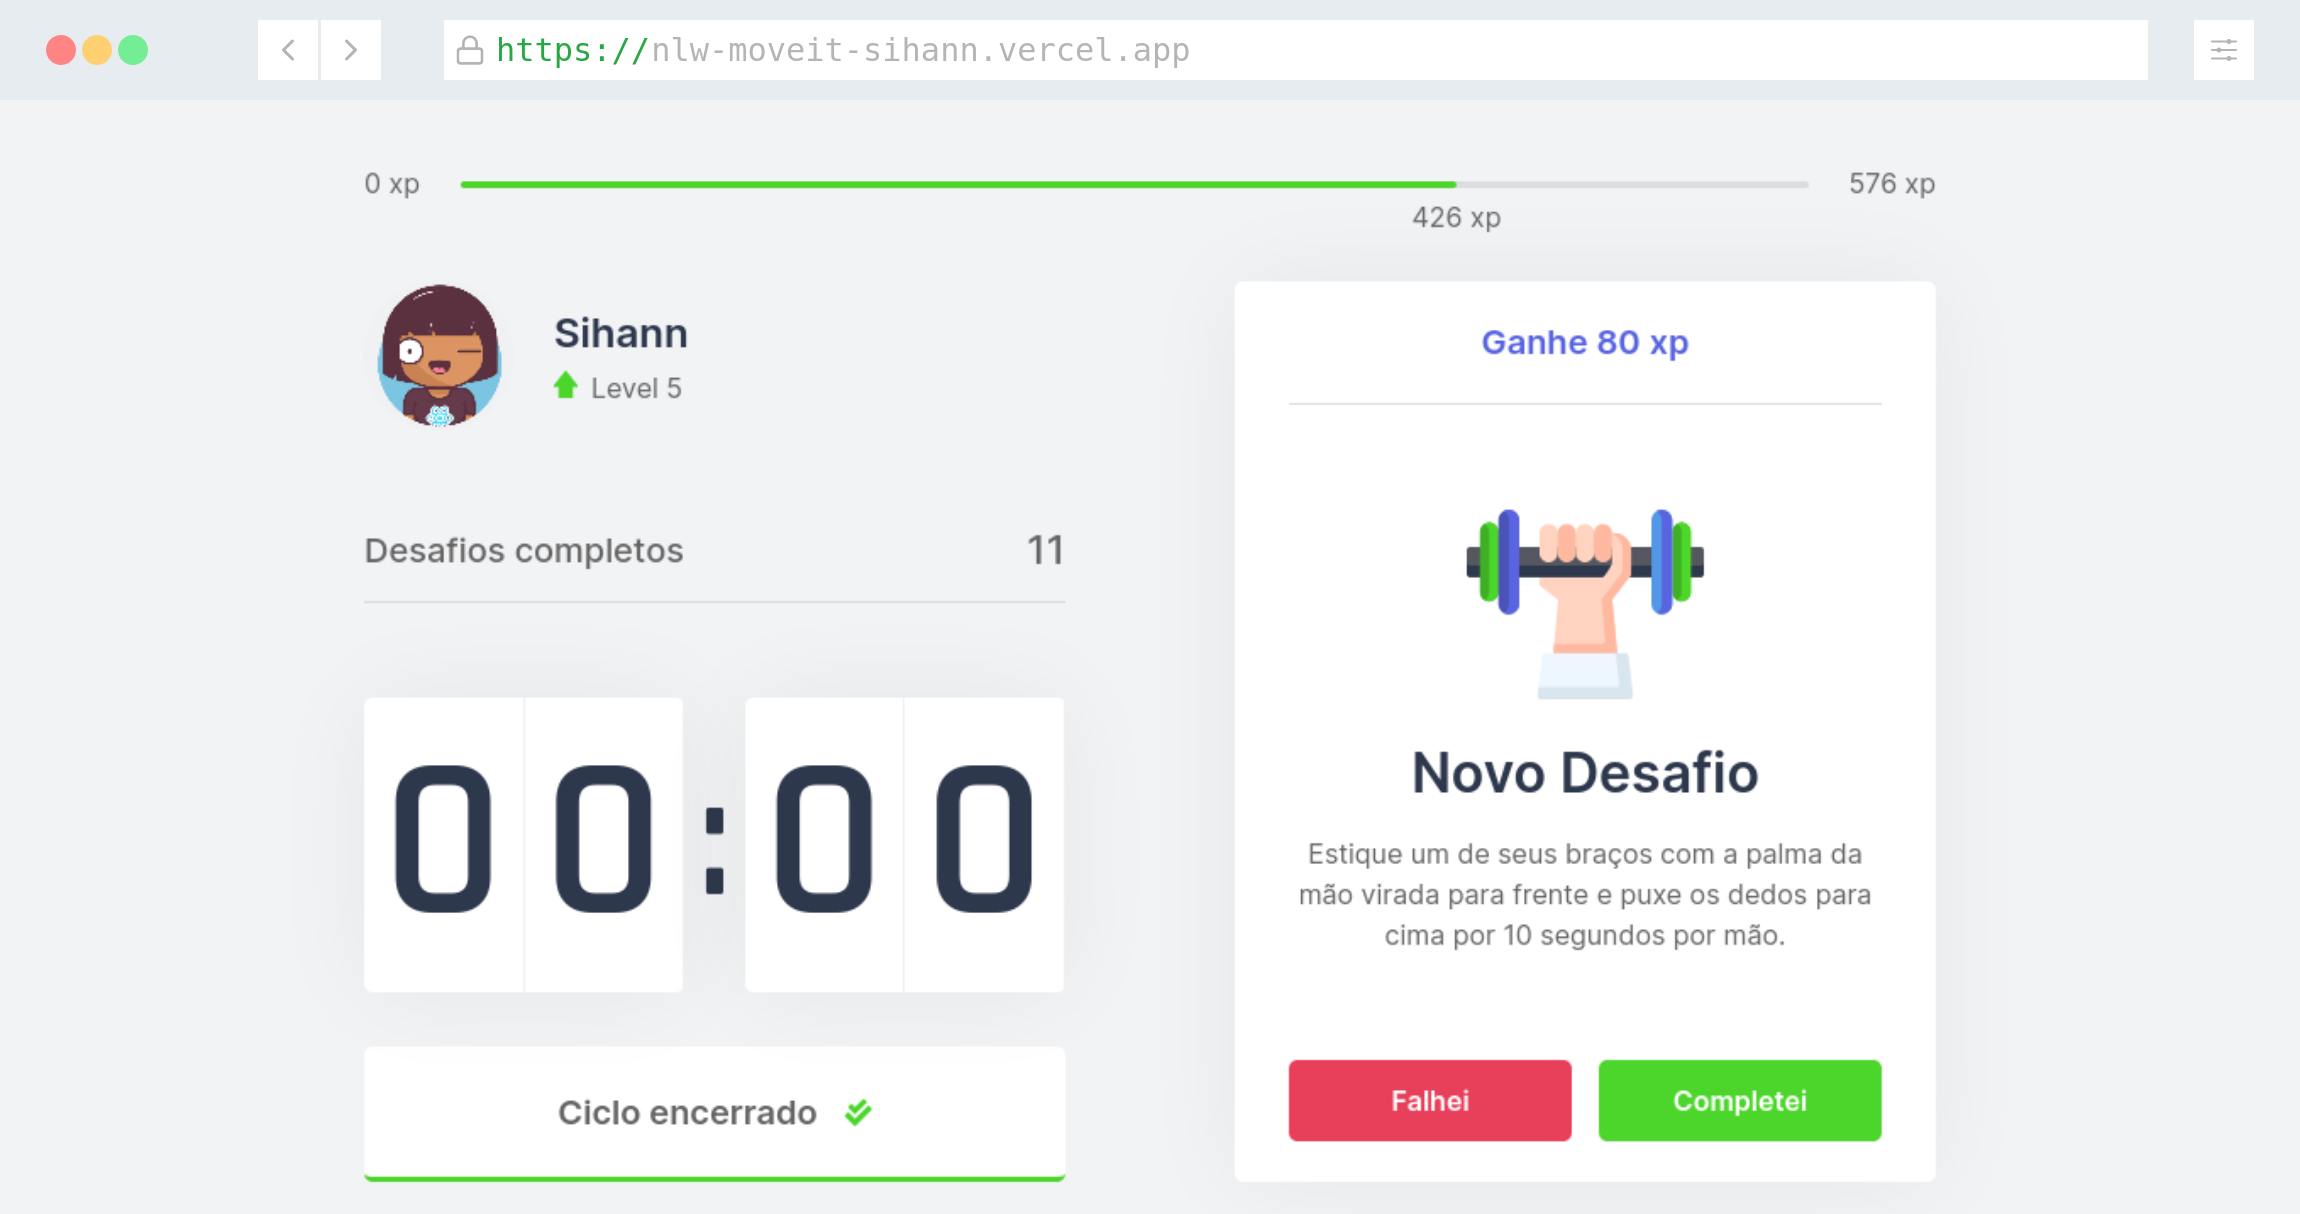 https://nlw-moveit-sihann.vercel.app
0 xp
576 xp
426 xp
Sihann
Level 5
Desafios completos
11
00:00
Ciclo encerrado
Ganhe 80 xp
Novo Desafio
Estique um de seus braços com a palma da
mão virada para frente e puxe os dedos para
cima por 10 segundos por mão.
Falhei
Completei